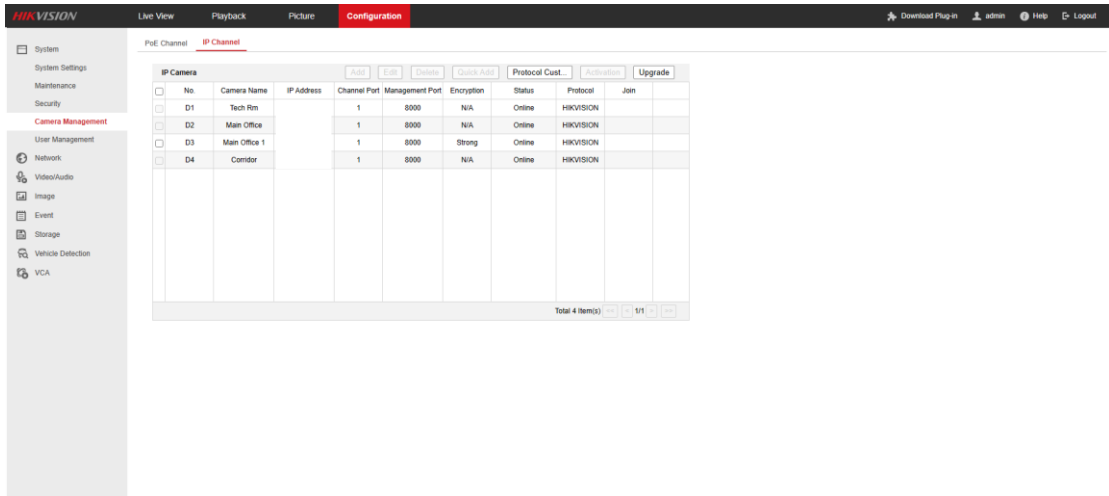 HIKVISION Live View Playback Picture Configuration Download Plug-in admin Help Logout
PoE Channel IP Channel
System
System Settings
Maintenance
Security
Camera Management
User Management
Network
Video/Audio
Image
Event
Storage
Vehicle Detection
VCA
IP Camera Add Edit Delete Quick Add Protocol Cust... Activation Upgrade
No. Camera Name IP Address Channel Port Management Port Encryption Status Protocol Join
D1 Tech Rm 1 8000 N/A Online HIKVISION
D2 Main Office 1 8000 N/A Online HIKVISION
D3 Main Office 1 1 8000 Strong Online HIKVISION
D4 Corridor 1 8000 N/A Online HIKVISION
Total 4 Item(s) << < 1/1 > >>